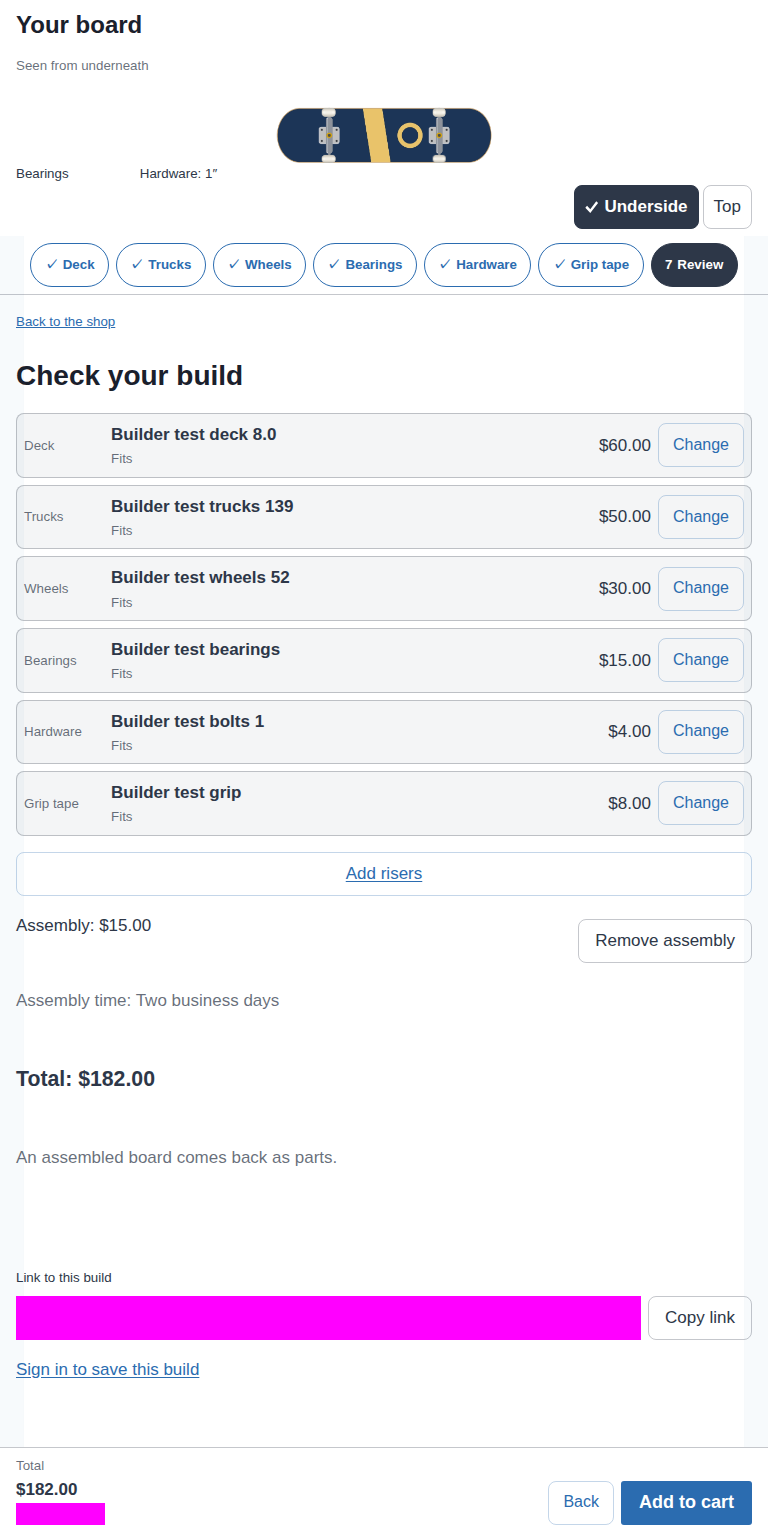 Your board
Seen from underneath
Bearings
Hardware: 1″
✓ Underside
Top
✓ Deck
✓ Trucks
✓ Wheels
✓ Bearings
✓ Hardware
✓ Grip tape
7 Review
Back to the shop
Check your build
Deck
Builder test deck 8.0
Fits
$60.00
Change
Trucks
Builder test trucks 139
Fits
$50.00
Change
Wheels
Builder test wheels 52
Fits
$30.00
Change
Bearings
Builder test bearings
Fits
$15.00
Change
Hardware
Builder test bolts 1
Fits
$4.00
Change
Grip tape
Builder test grip
Fits
$8.00
Change
Add risers
Assembly: $15.00
Remove assembly
Assembly time: Two business days
Total: $182.00
An assembled board comes back as parts.
Link to this build
Copy link
Sign in to save this build
Total
$182.00
Back
Add to cart